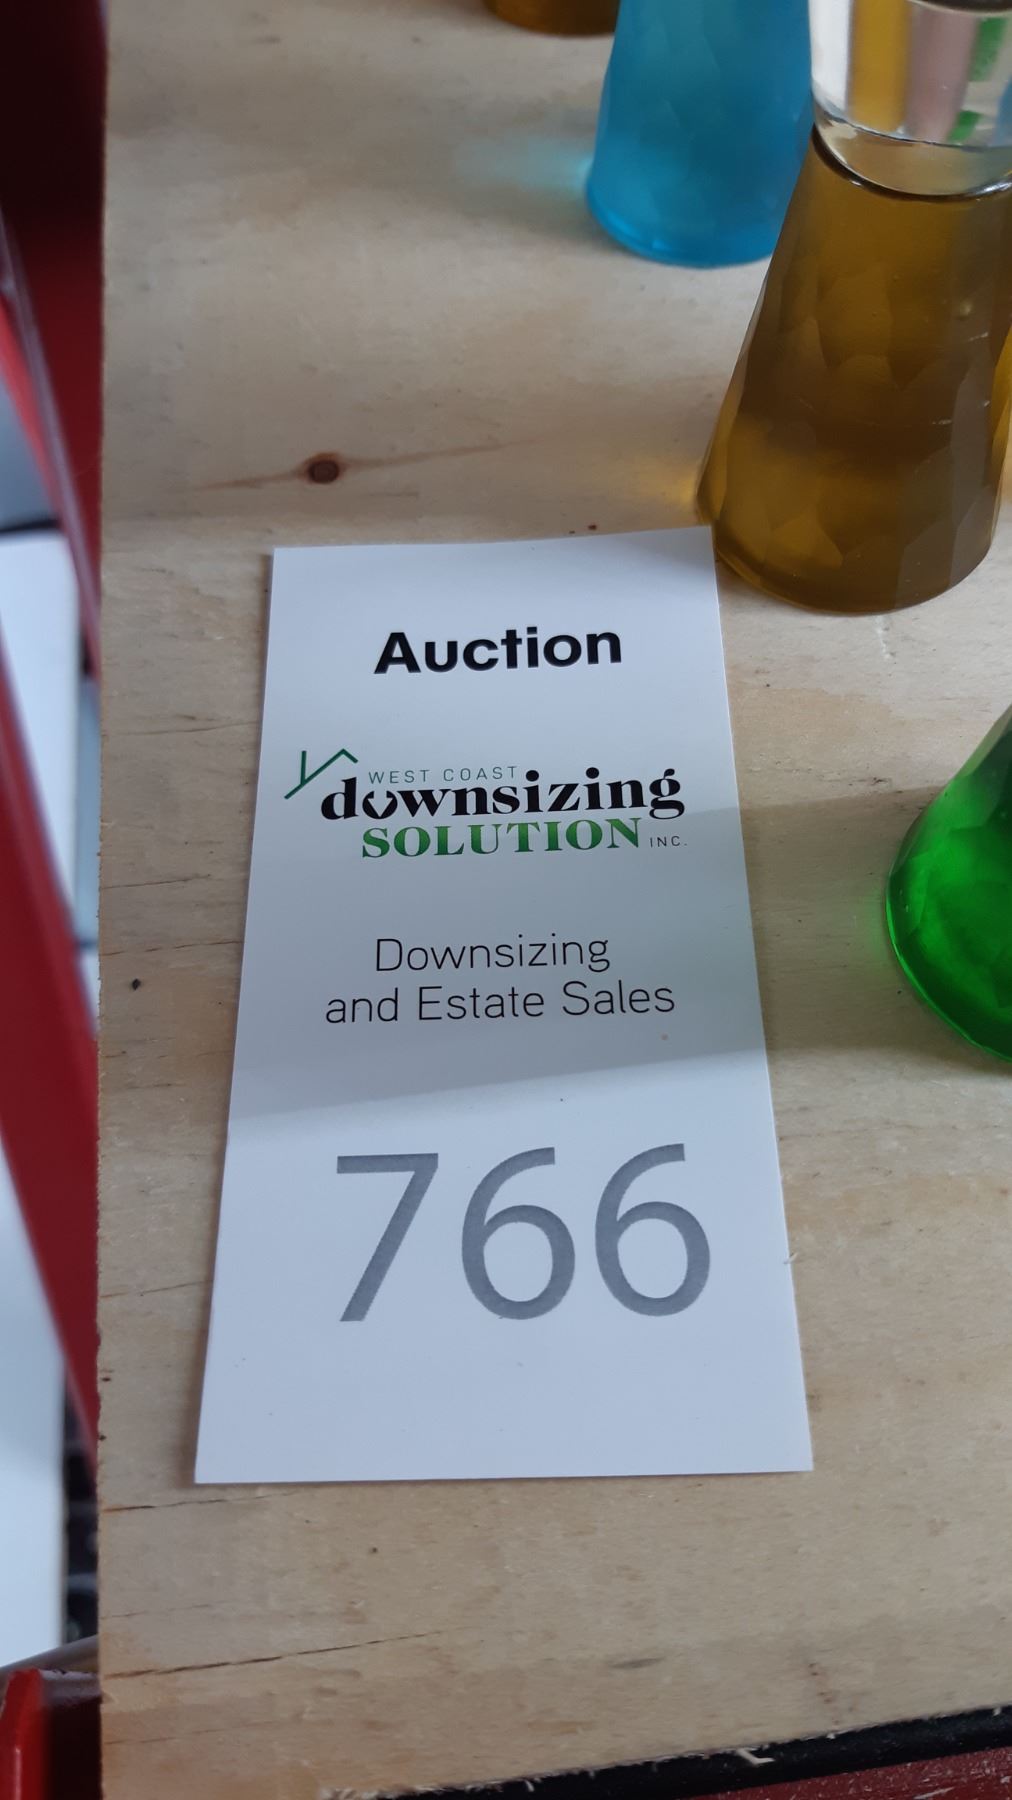 Auction
WEST COAST
downsizing
SOLUTION INC.
Downsizing
and Estate Sales
766